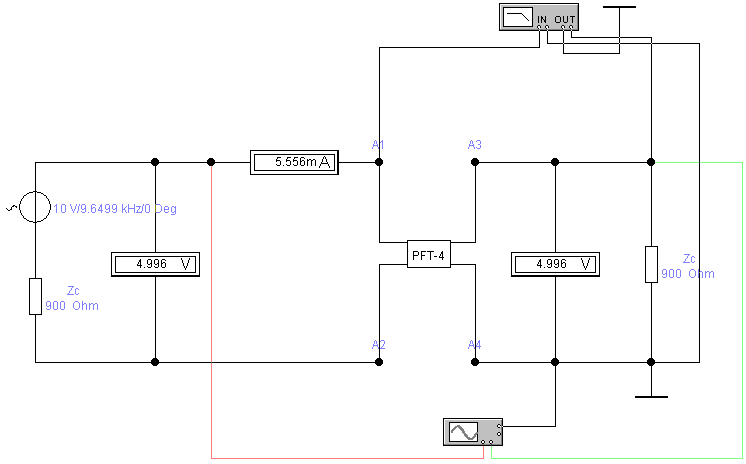 IN OUT
A1
A3
5.556m A
10 V/9.6499 kHz/0 Deg
PFT-4
4.996 V
4.996 V
Zc
900 Ohm
Zc
900 Ohm
A2
A4